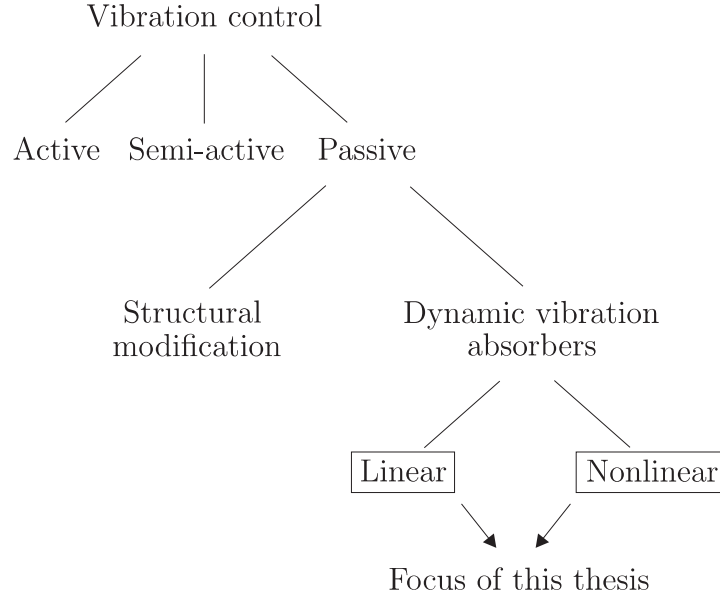 Vibration control
Active Semi-active Passive
Structural
modification
Dynamic vibration
absorbers
Linear
Nonlinear
Focus of this thesis